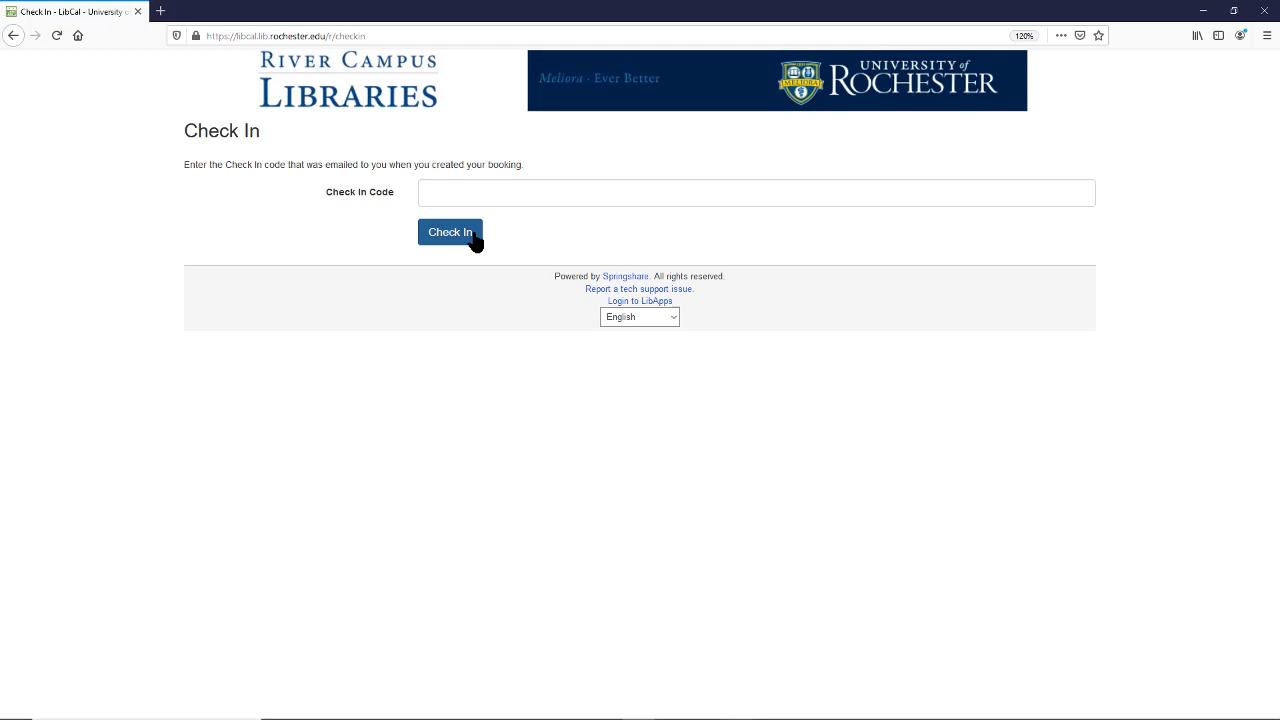 Check In - LibCal - University o
https://libcal.lib.rochester.edu/r/checkin
120%
RIVER CAMPUS
LIBRARIES
Meliora - Ever Better
MELIORA
UNIVERSITY of
ROCHESTER
Check In
Enter the Check In code that was emailed to you when you created your booking.
Check In Code
Check In
Powered by Springshare. All rights reserved.
Report a tech support issue.
Login to LibApps
English